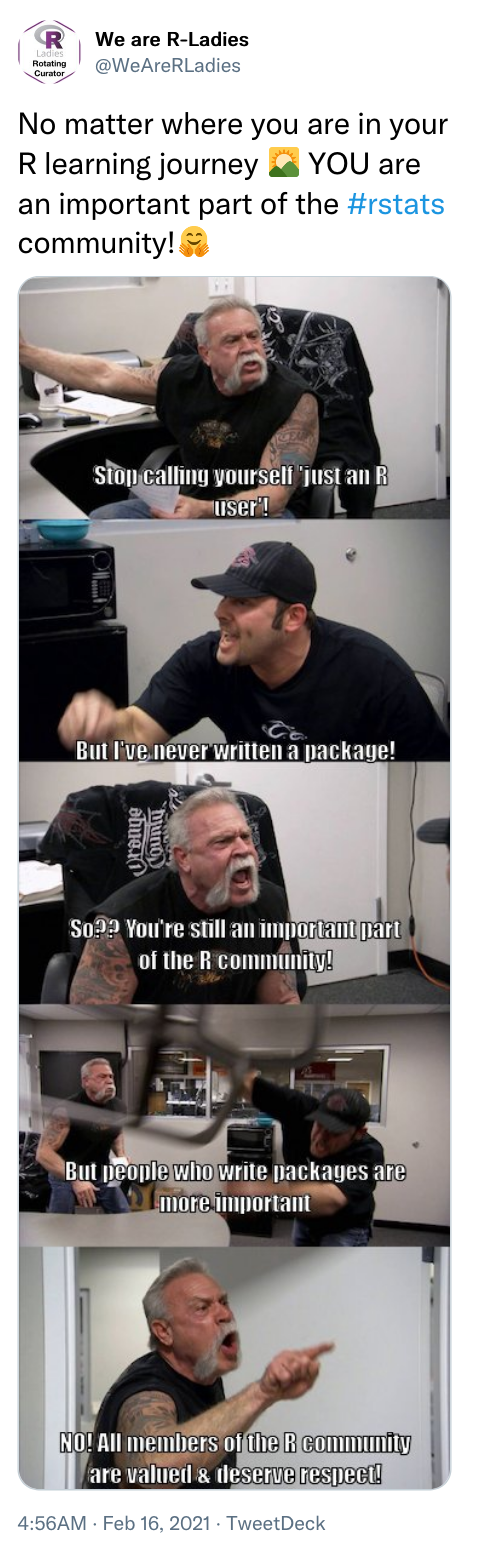 R
Ladies
Rotating
Curator
We are R-Ladies
@WeAreRLadies
No matter where you are in your
R learning journey 🌄 YOU are
an important part of the #rstats
community!🤗
Stop calling yourself 'just an R
user'!
But I've never written a package!
So?? You're still an important part
of the R community!
But people who write packages are
more important
NO! All members of the R community
are valued & deserve respect!
4:56AM · Feb 16, 2021 · TweetDeck